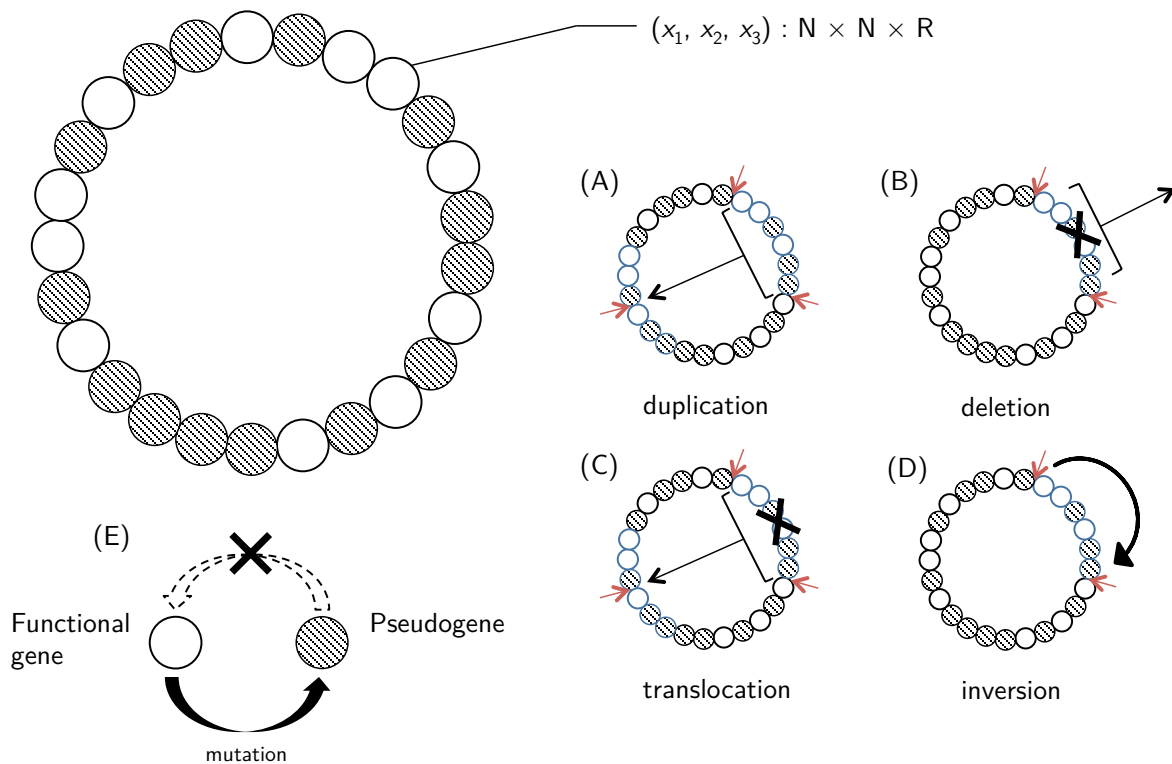 (x₁, x₂, x₃) : N × N × R
(A)
(B)
duplication
deletion
(C)
(D)
translocation
inversion
(E)
Functional
gene
Pseudogene
mutation